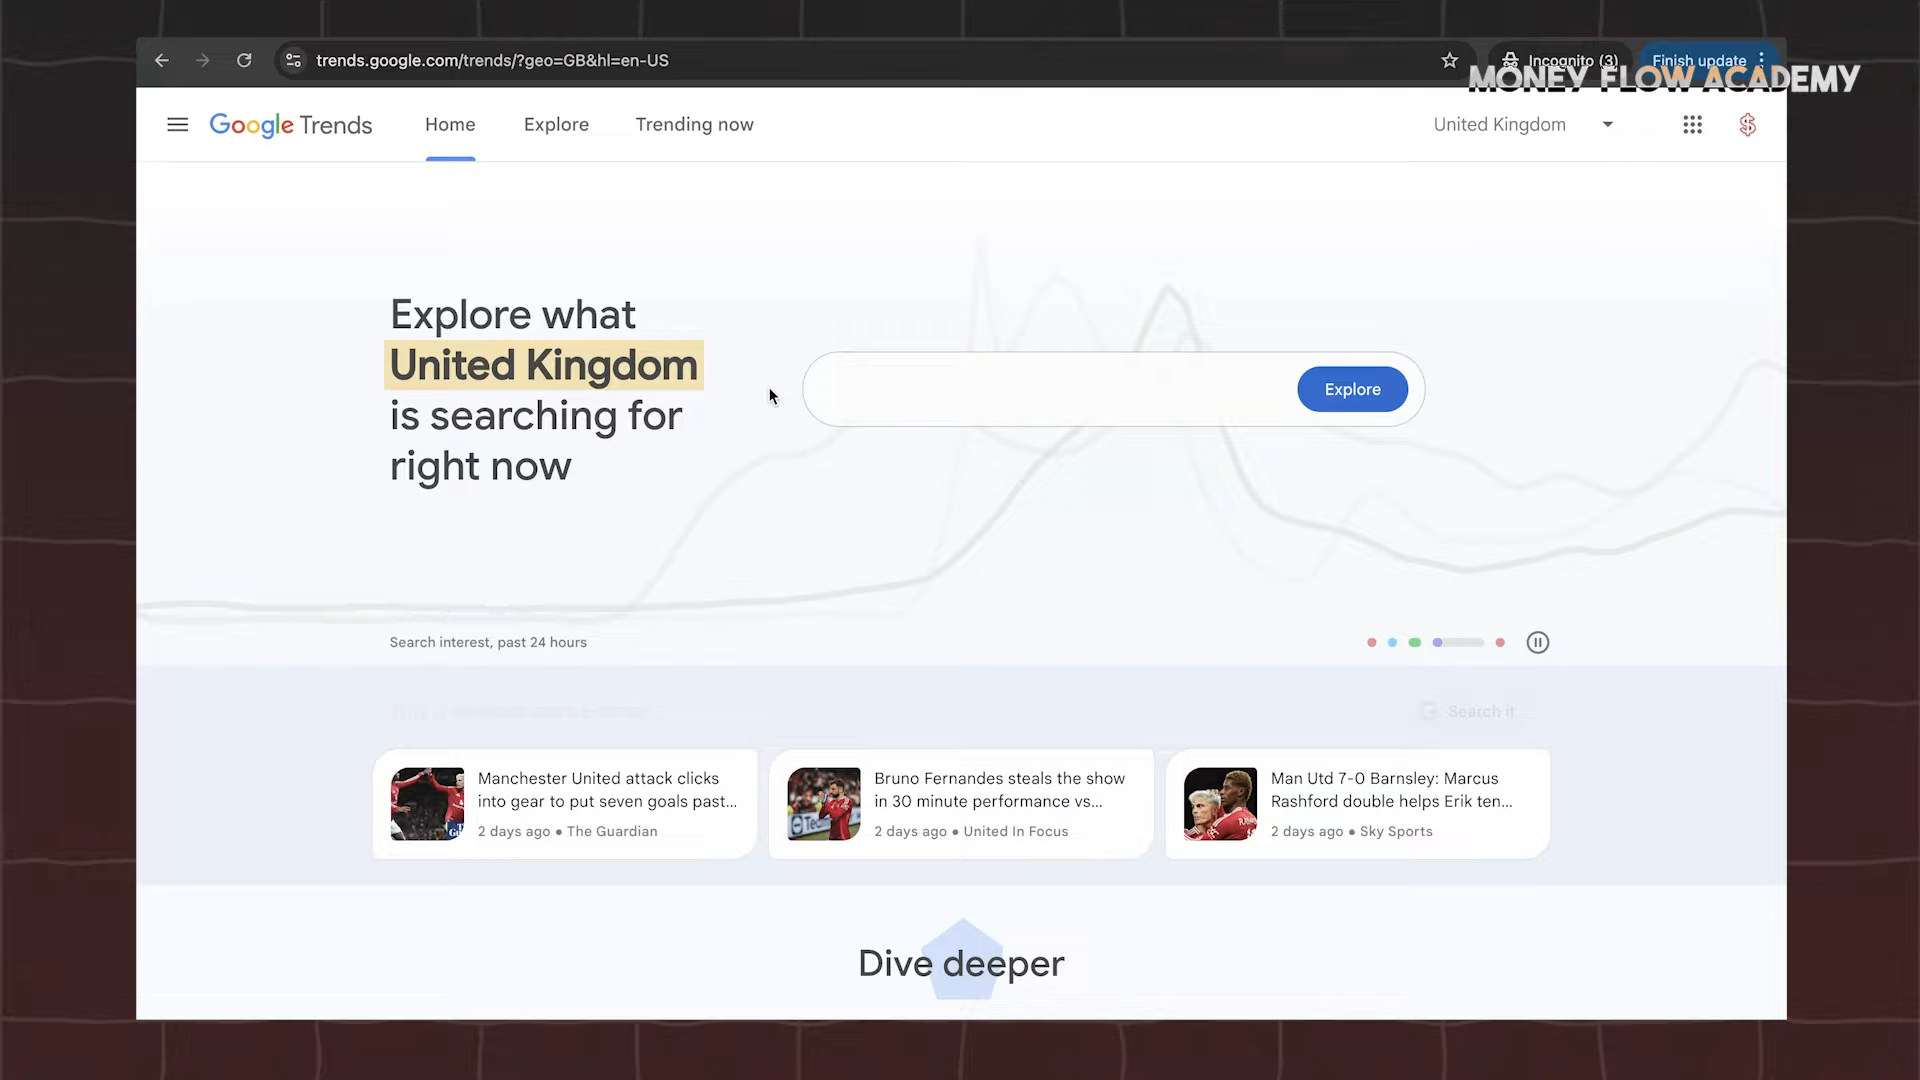 trends.google.com/trends/?geo=GB&hl=en-US
Incognito (3)
Finish update
MONEY FLOW ACADEMY
Google Trends
Home
Explore
Trending now
United Kingdom
Explore what
United Kingdom
is searching for
right now
Explore
Search interest, past 24 hours
Search it
Manchester United attack clicks
into gear to put seven goals past...
2 days ago • The Guardian
Bruno Fernandes steals the show
in 30 minute performance vs...
2 days ago • United In Focus
Man Utd 7-0 Barnsley: Marcus
Rashford double helps Erik ten...
2 days ago • Sky Sports
Dive deeper